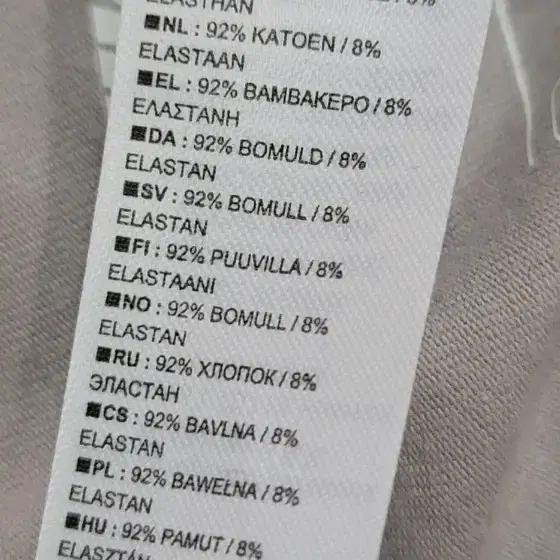 ELASTHAN
NL : 92% KATOEN / 8%
ELASTAAN
EL : 92% ΒΑΜΒΑΚΕΡΟ / 8%
ΕΛΑΣΤΑΝΗ
DA : 92% BOMULD / 8%
ELASTAN
SV : 92% BOMULL / 8%
ELASTAN
FI : 92% PUUVILLA / 8%
ELASTAANI
NO : 92% BOMULL / 8%
ELASTAN
RU : 92% ХЛОПОК / 8%
ЭЛАСТАН
CS : 92% BAVLNA / 8%
ELASTAN
PL : 92% BAWEŁNA / 8%
ELASTAN
HU : 92% PAMUT / 8%
ELASZTÁN